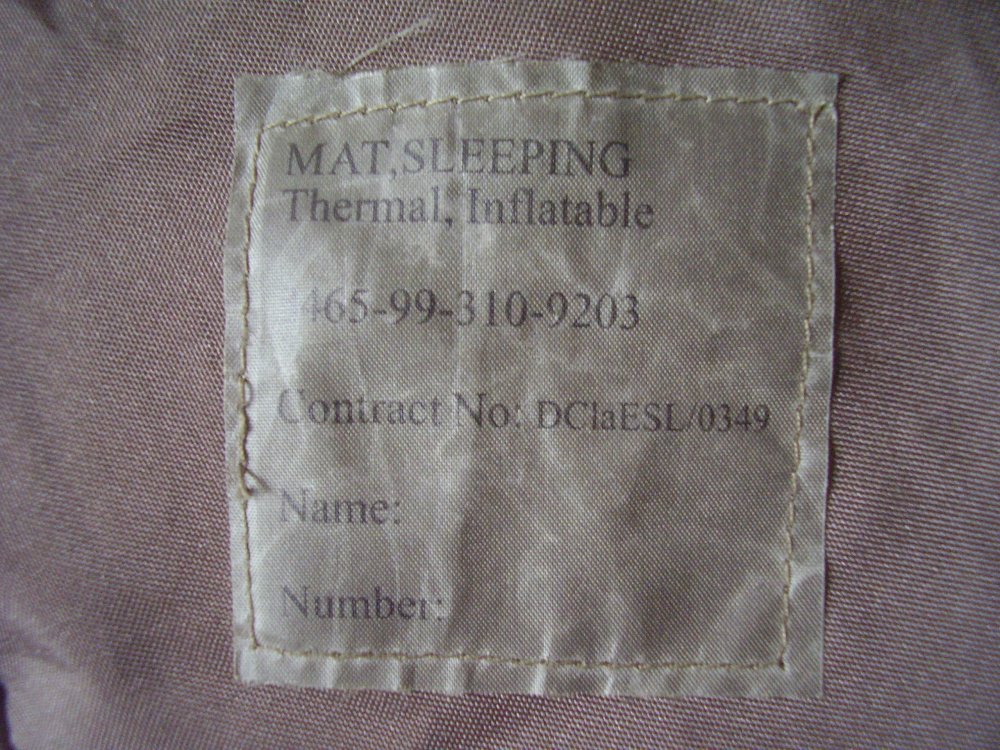 MAT,SLEEPING
Thermal, Inflatable
465-99-310-9203
Contract No: DClaESL/0349
Name:
Number: